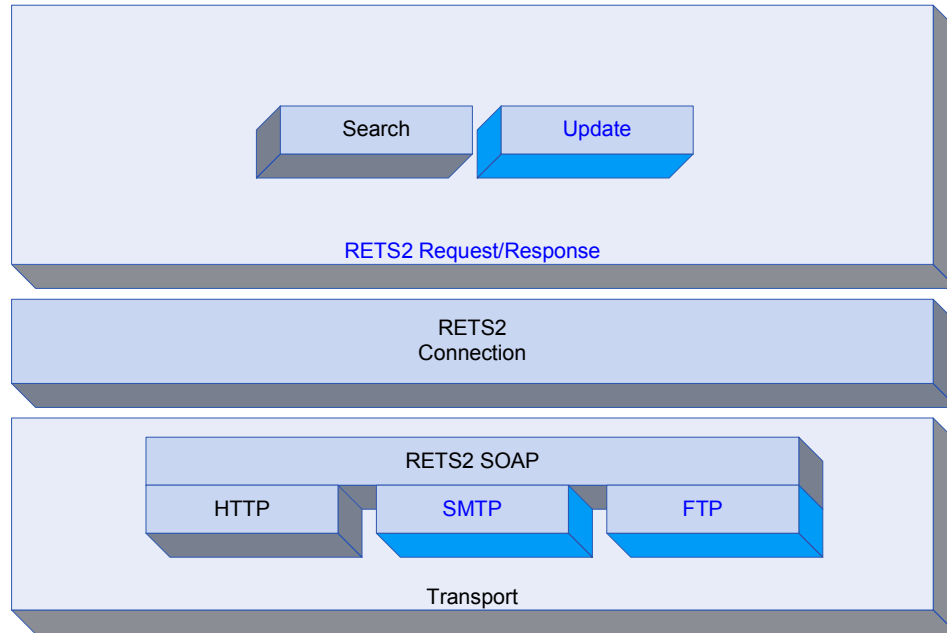 Search
Update
RETS2 Request/Response
RETS2
Connection
RETS2 SOAP
HTTP
SMTP
FTP
Transport